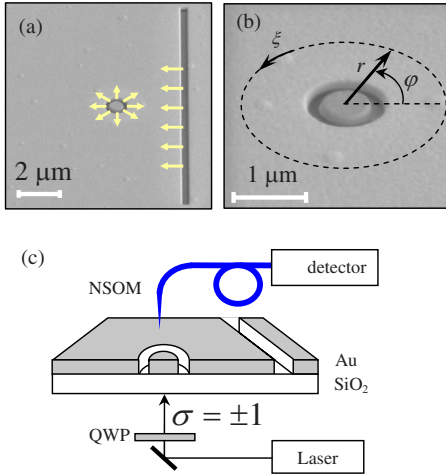 (a)
2 μm
(b)
ξ
r
φ
1 μm
(c)
NSOM
detector
Au
SiO₂
σ = ±1
QWP
Laser